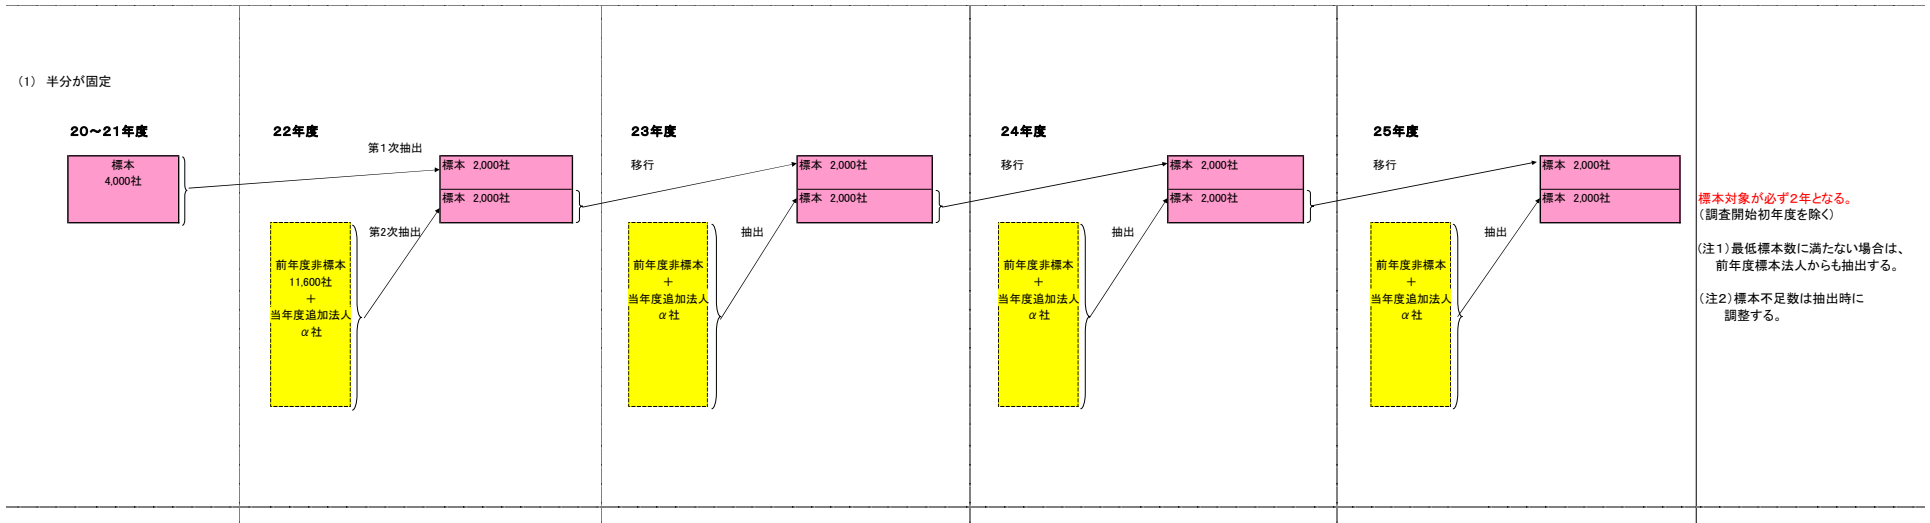 (1) 半分が固定
20～21年度
標本
4,000社
22年度
第1次抽出
標本 2,000社
標本 2,000社
第2次抽出
前年度非標本
11,600社
＋
当年度追加法人
α社
23年度
移行
標本 2,000社
標本 2,000社
抽出
前年度非標本
＋
当年度追加法人
α社
24年度
移行
標本 2,000社
標本 2,000社
抽出
前年度非標本
＋
当年度追加法人
α社
25年度
移行
標本 2,000社
標本 2,000社
抽出
前年度非標本
＋
当年度追加法人
α社
標本対象が必ず2年となる。
(調査開始初年度を除く)
(注1)最低標本数に満たない場合は、
前年度標本法人からも抽出する。
(注2)標本不足数は抽出時に
調整する。